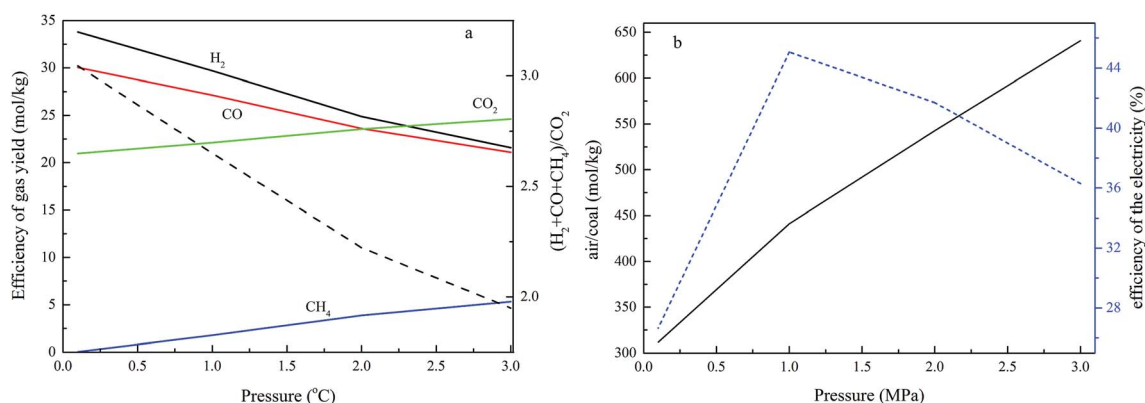 a
Efficiency of gas yield (mol/kg)
35
30
25
20
15
10
5
0
H2
CO
CO2
CH4
3.0
2.5
2.0
(H2+CO+CH4)/CO2
0.0 0.5 1.0 1.5 2.0 2.5 3.0
Pressure (°C)
b
air/coal (mol/kg)
650
600
550
500
450
400
350
300
44
40
36
32
28
efficiency of the electricity (%)
0.0 0.5 1.0 1.5 2.0 2.5 3.0
Pressure (MPa)